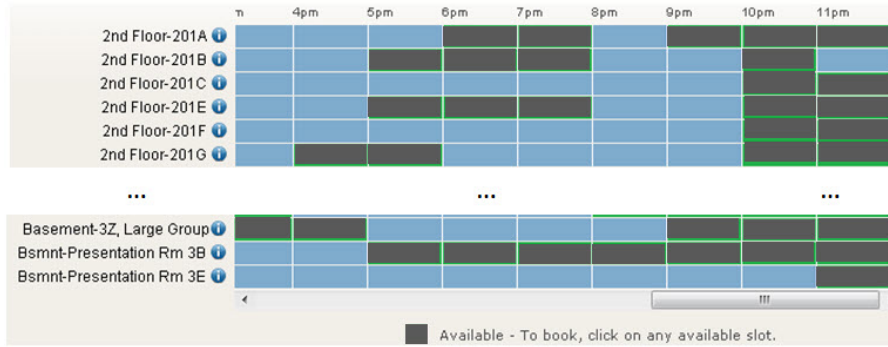 m 4pm 5pm 6pm 7pm 8pm 9pm 10pm 11pm
2nd Floor-201A
2nd Floor-201B
2nd Floor-201C
2nd Floor-201E
2nd Floor-201F
2nd Floor-201G
... ... ...
Basement-3Z, Large Group
Bsmnt-Presentation Rm 3B
Bsmnt-Presentation Rm 3E
Available - To book, click on any available slot.